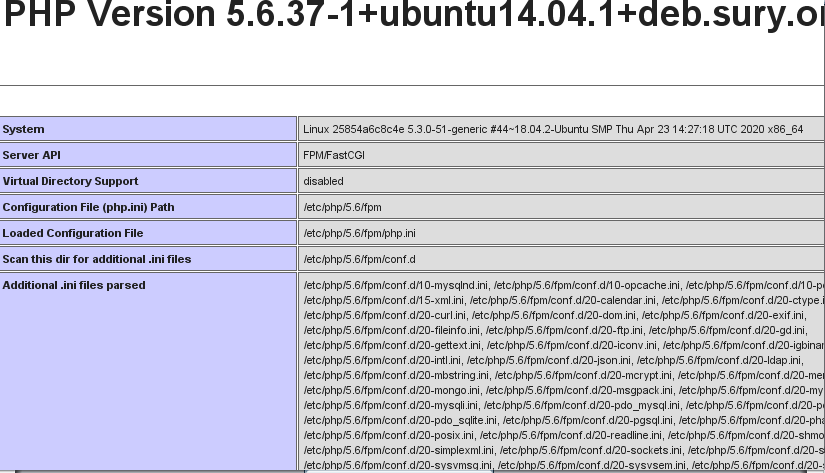 PHP Version 5.6.37-1+ubuntu14.04.1+deb.sury.or
System Linux 25854a6c8c4e 5.3.0-51-generic #44~18.04.2-Ubuntu SMP Thu Apr 23 14:27:18 UTC 2020 x86_64
Server API FPM/FastCGI
Virtual Directory Support disabled
Configuration File (php.ini) Path /etc/php/5.6/fpm
Loaded Configuration File /etc/php/5.6/fpm/php.ini
Scan this dir for additional .ini files /etc/php/5.6/fpm/conf.d
Additional .ini files parsed /etc/php/5.6/fpm/conf.d/10-mysqlnd.ini, /etc/php/5.6/fpm/conf.d/10-opcache.ini, /etc/php/5.6/fpm/conf.d/10-p
/etc/php/5.6/fpm/conf.d/15-xml.ini, /etc/php/5.6/fpm/conf.d/20-calendar.ini, /etc/php/5.6/fpm/conf.d/20-ctype.i
/etc/php/5.6/fpm/conf.d/20-curl.ini, /etc/php/5.6/fpm/conf.d/20-dom.ini, /etc/php/5.6/fpm/conf.d/20-exif.ini,
/etc/php/5.6/fpm/conf.d/20-fileinfo.ini, /etc/php/5.6/fpm/conf.d/20-ftp.ini, /etc/php/5.6/fpm/conf.d/20-gd.ini,
/etc/php/5.6/fpm/conf.d/20-gettext.ini, /etc/php/5.6/fpm/conf.d/20-iconv.ini, /etc/php/5.6/fpm/conf.d/20-igbinar
/etc/php/5.6/fpm/conf.d/20-intl.ini, /etc/php/5.6/fpm/conf.d/20-json.ini, /etc/php/5.6/fpm/conf.d/20-ldap.ini,
/etc/php/5.6/fpm/conf.d/20-mbstring.ini, /etc/php/5.6/fpm/conf.d/20-mcrypt.ini, /etc/php/5.6/fpm/conf.d/20-me
/etc/php/5.6/fpm/conf.d/20-mongo.ini, /etc/php/5.6/fpm/conf.d/20-msgpack.ini, /etc/php/5.6/fpm/conf.d/20-my
/etc/php/5.6/fpm/conf.d/20-mysqli.ini, /etc/php/5.6/fpm/conf.d/20-pdo_mysql.ini, /etc/php/5.6/fpm/conf.d/20-p
/etc/php/5.6/fpm/conf.d/20-pdo_sqlite.ini, /etc/php/5.6/fpm/conf.d/20-pgsql.ini, /etc/php/5.6/fpm/conf.d/20-pha
/etc/php/5.6/fpm/conf.d/20-posix.ini, /etc/php/5.6/fpm/conf.d/20-readline.ini, /etc/php/5.6/fpm/conf.d/20-shmo
/etc/php/5.6/fpm/conf.d/20-simplexml.ini, /etc/php/5.6/fpm/conf.d/20-sockets.ini, /etc/php/5.6/fpm/conf.d/20-s
/etc/php/5.6/fpm/conf.d/20-sysvmsg.ini, /etc/php/5.6/fpm/conf.d/20-sysvsem.ini, /etc/php/5.6/fpm/conf.d/20-s